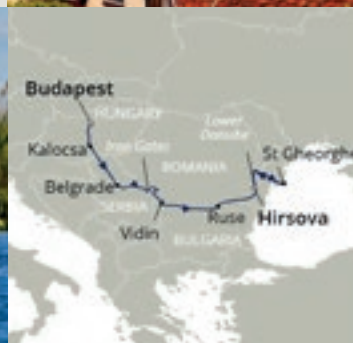 Budapest
HUNGARY
Kalocsa
Iron Gates
Lower
Danube
St Gheorghe
ROMANIA
Belgrade
SERBIA
Ruse
Hirsova
Vidin
BULGARIA